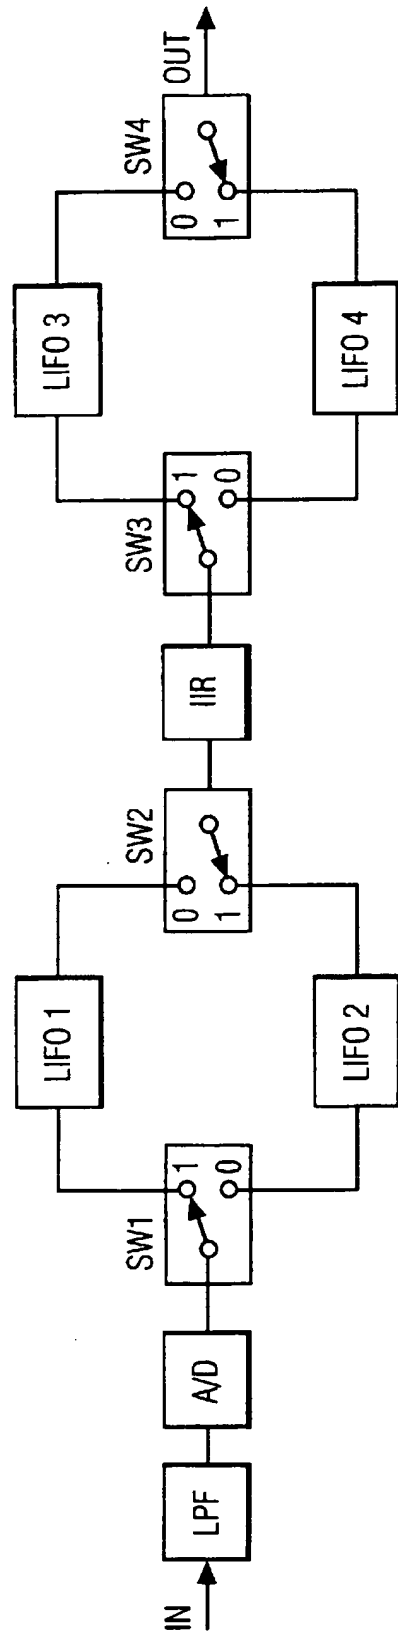 IN
LPF
A/D
SW1
1
0
LIFO 1
LIFO 2
SW2
0
1
IIR
SW3
1
0
LIFO 3
LIFO 4
SW4
0
1
OUT